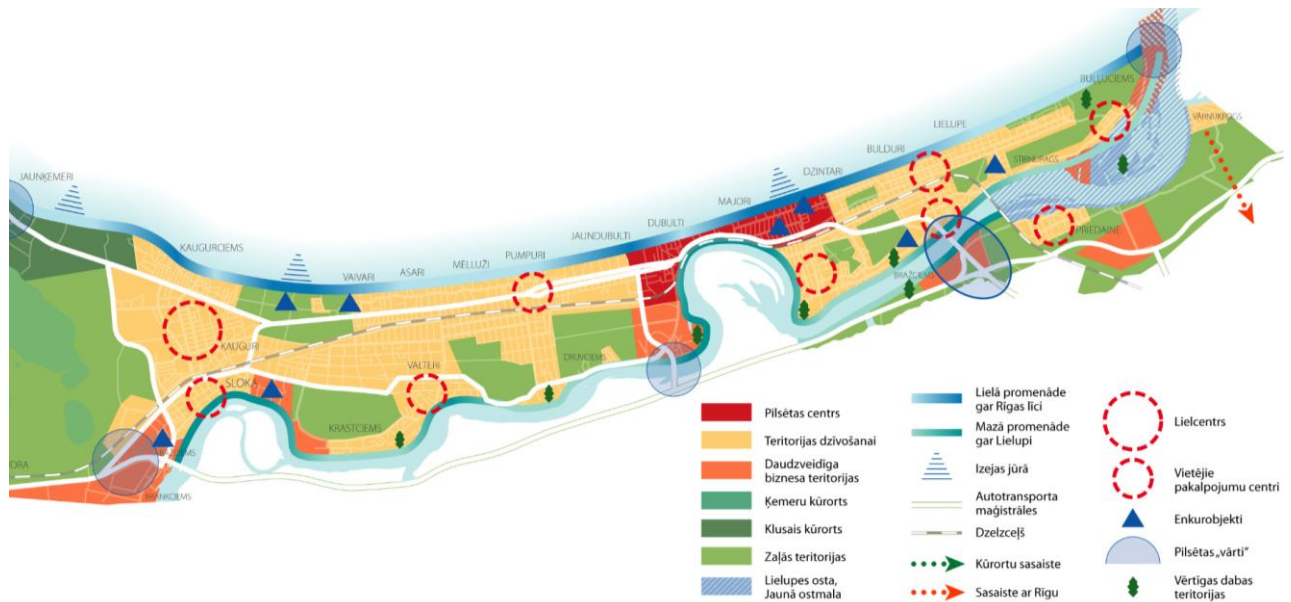 BUĻĻUCIEMS
VĀRNUKROGS
LIELUPE
STIRNURAGS
BULDURI
DZINTARI
MAJORI
PRIEDAINE
DUBULTI
JAUNDUBULTI
BRAŽCIEMS
JAUNĶEMERI
KAUGURCIEMS
PUMPURI
MELLUŽI
ASARI
VAIVARI
KAUGURI
VALTERI
DRUVCIEMS
SLOKA
KRASTCIEMS
BRANKCIEMS
Pilsētas centrs
Teritorijas dzīvošanai
Daudzveidīga
biznesa teritorijas
Ķemeru kūrorts
Klusais kūrorts
Zaļās teritorijas
Lielupes osta,
Jaunā ostmala
Lielā promenāde
gar Rīgas līci
Mazā promenāde
gar Lielupi
Izejas jūrā
Autotransporta
maģistrāles
Dzelzceļš
Kūrortu sasaiste
Sasaiste ar Rīgu
Lielcentrs
Vietējie
pakalpojumu centri
Enkurobjekti
Pilsētas „vārti"
Vērtīgas dabas
teritorijas